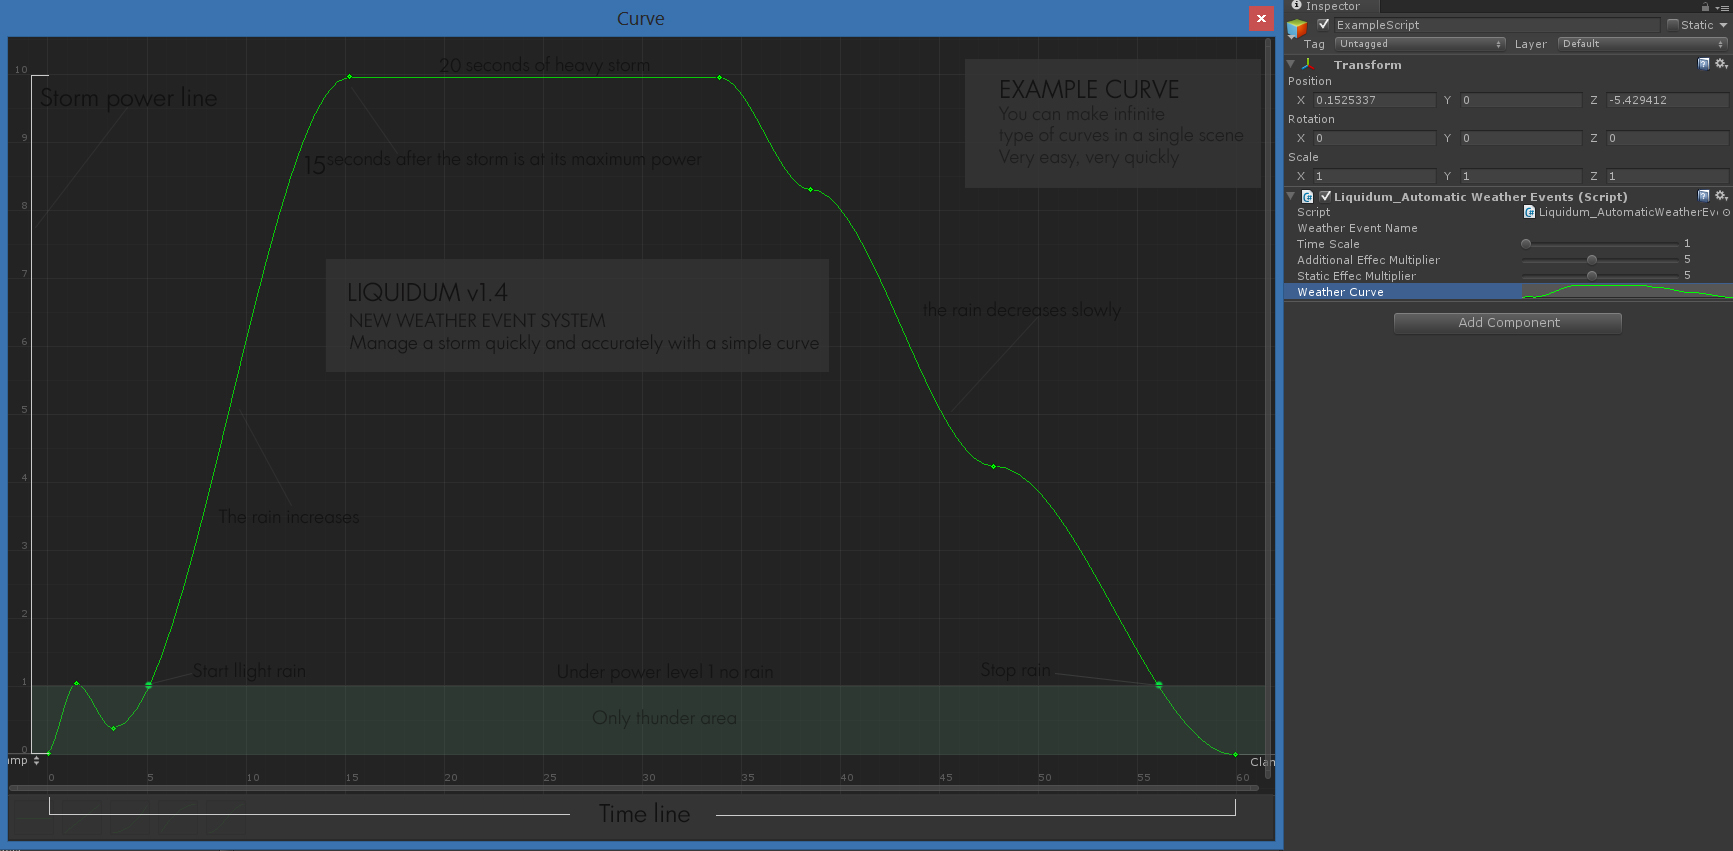 Curve
10
20 seconds of heavy storm
Storm power line
9
15 seconds after the storm is at its maximum power
8
EXAMPLE CURVE
You can make infinite
type of curves in a single scene
Very easy, very quickly
7
LIQUIDUM v1.4
NEW WEATHER EVENT SYSTEM
Manage a storm quickly and accurately with a simple curve
the rain decreases slowly
6
5
4
The rain increases
3
2
1
Start llight rain
Under power level 1 no rain
Stop rain
Only thunder area
0
mp
Clan
0 5 10 15 20 25 30 35 40 45 50 55 60
Time line
Inspector
ExampleScript
Static
Tag Untagged Layer Default
Transform
Position
X 0.1525337 Y 0 Z -5.429412
Rotation
X 0 Y 0 Z 0
Scale
X 1 Y 1 Z 1
Liquidum_Automatic Weather Events (Script)
Script Liquidum_AutomaticWeatherEv
Weather Event Name
Time Scale 1
Additional Effec Multiplier 5
Static Effec Multiplier 5
Weather Curve
Add Component